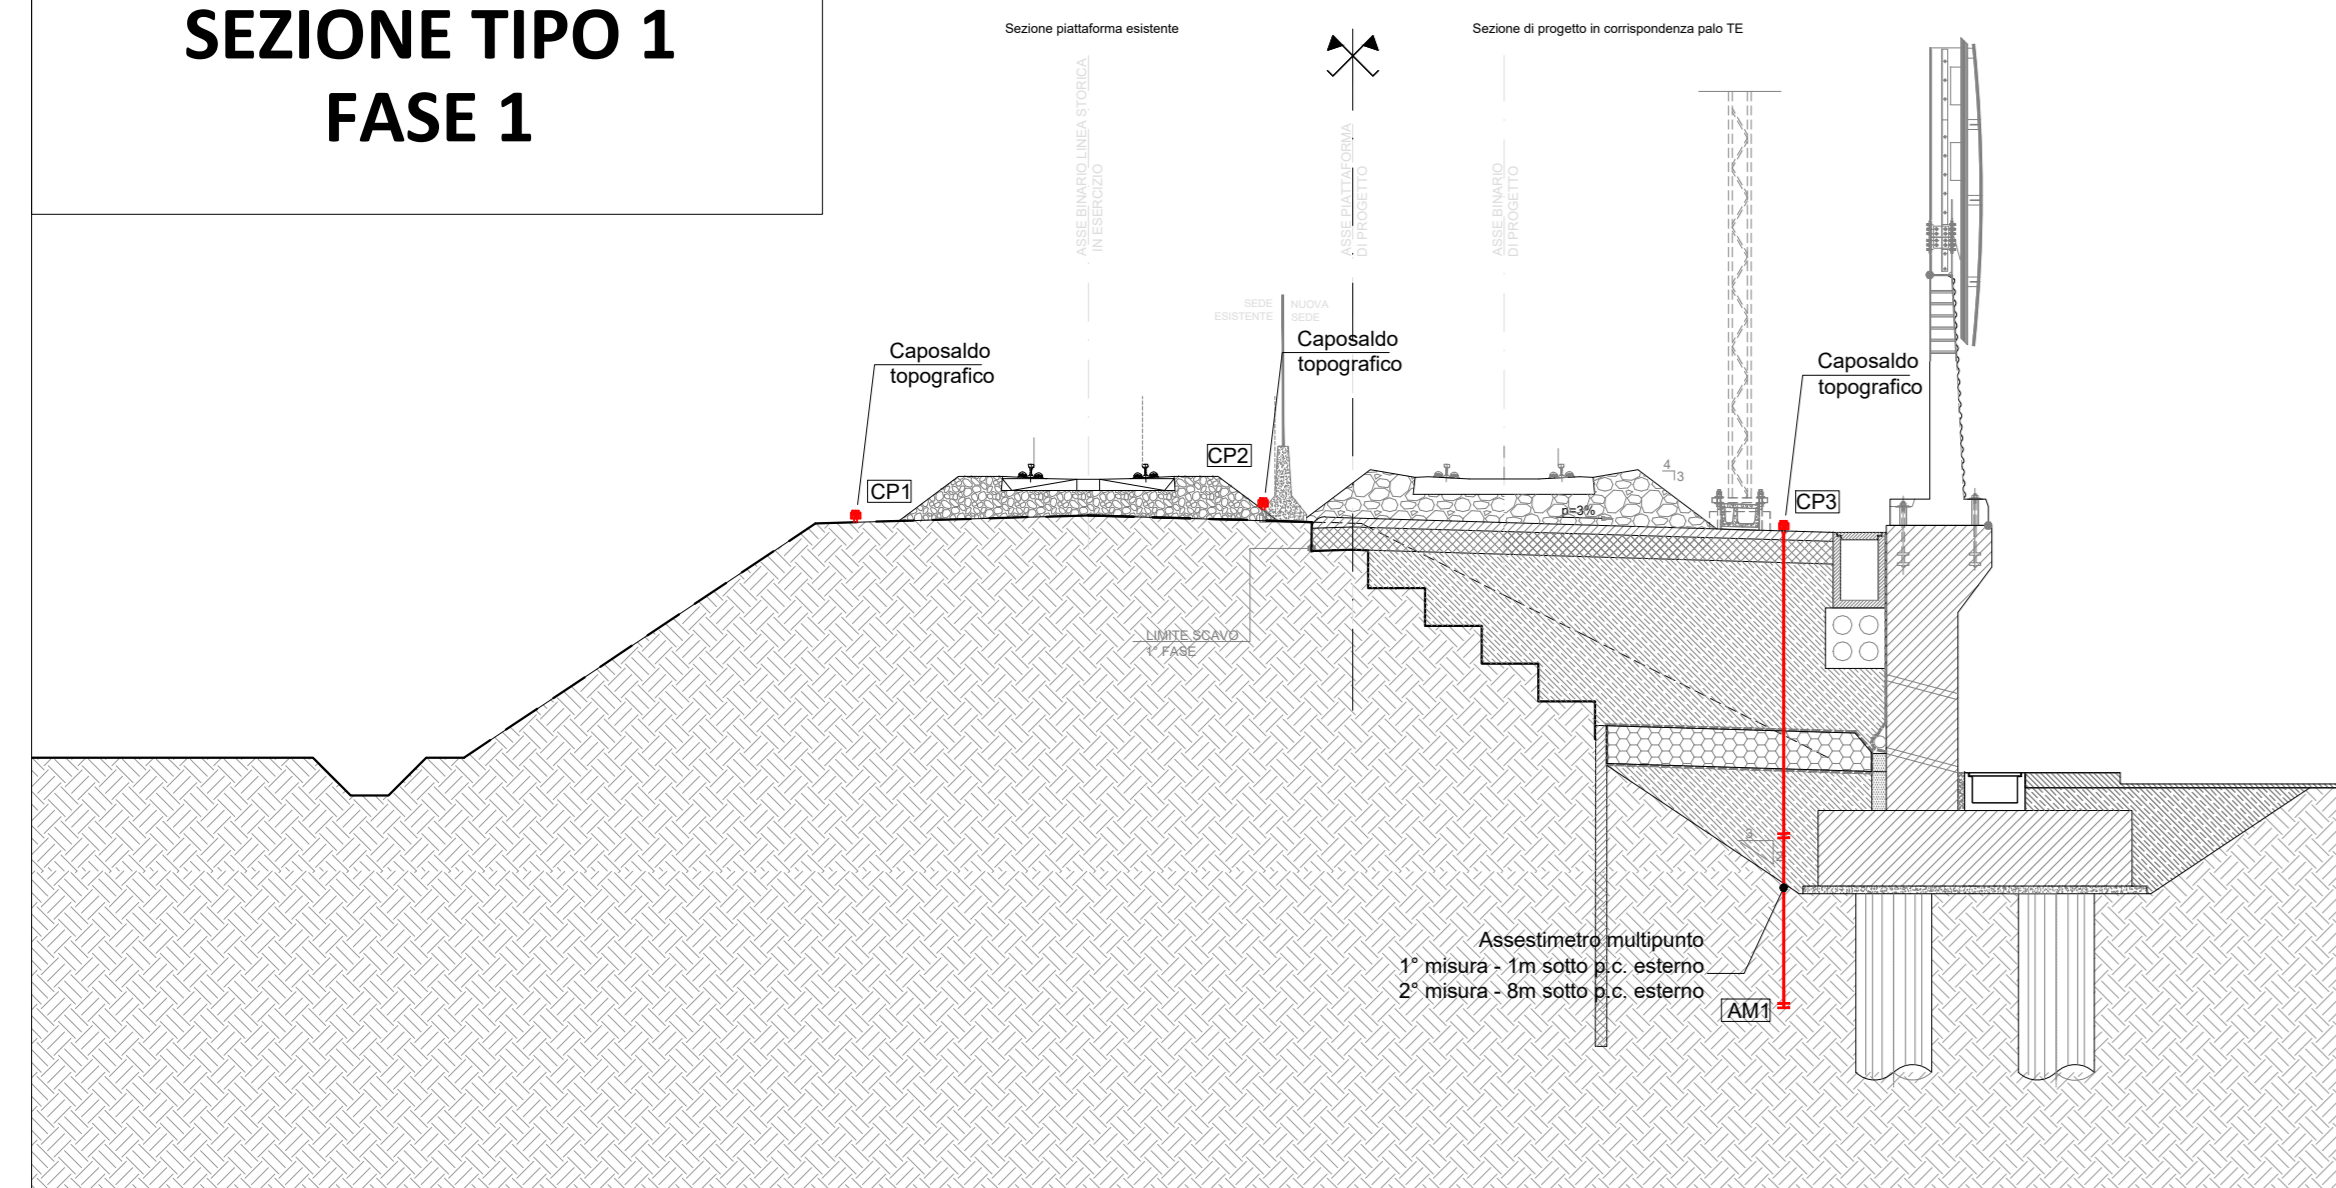 SEZIONE TIPO 1
FASE 1
Sezione piattaforma esistente
Sezione di progetto in corrispondenza palo TE
ASSE BINARIO LINEA STORICA
IN ESERCIZIO
ASSE PIATTAFORMA
DI PROGETTO
ASSE BINARIO
DI PROGETTO
SEDE
ESISTENTE
NUOVA
SEDE
Caposaldo
topografico
Caposaldo
topografico
Caposaldo
topografico
CP1
CP2
CP3
4
3
p=3%
LIMITE SCAVO
1° FASE
3
Assestimetro multipunto
1° misura - 1m sotto p.c. esterno
2° misura - 8m sotto p.c. esterno
AM1